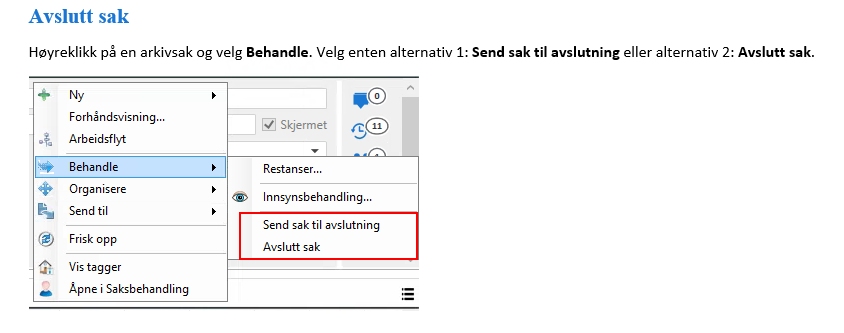 Avslutt sak
Høyreklikk på en arkivsak og velg Behandle. Velg enten alternativ 1: Send sak til avslutning eller alternativ 2: Avslutt sak.
Ny
Forhåndsvisning...
Arbeidsflyt
Behandle
Organisere
Send til
Frisk opp
Vis tagger
Åpne i Saksbehandling
Skjermet
0
11
Restanser...
Innsynsbehandling...
Send sak til avslutning
Avslutt sak